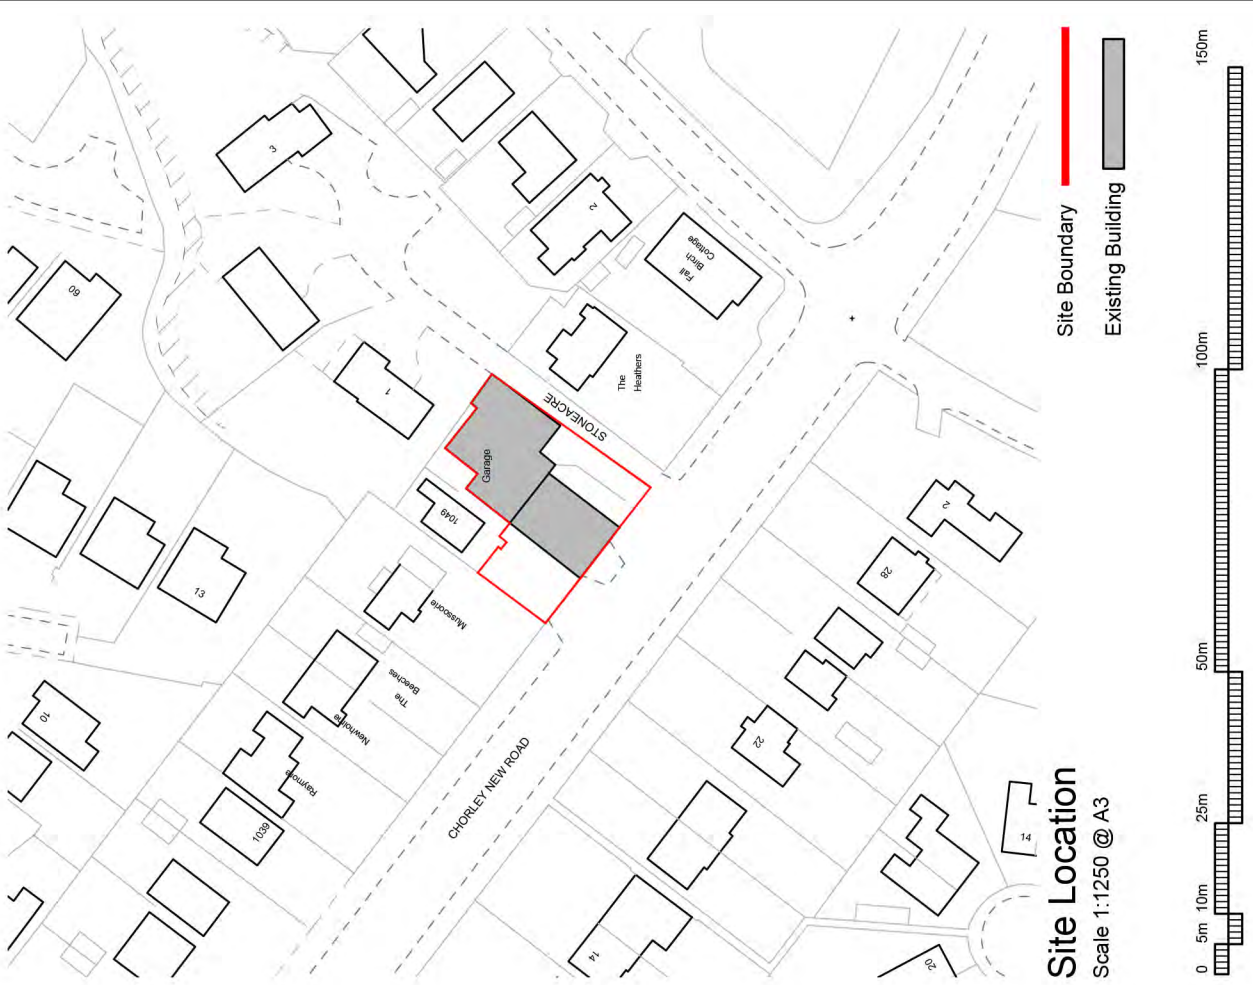 Site Location
Scale 1:1250 @ A3
Site Boundary
Existing Building
0
5m
10m
25m
50m
100m
150m
CHORLEY NEW ROAD
STONEACRE
Garage
The
Heathers
Fall
Birch
Cottage
Mussoorie
The
Beeches
Newholme
Raymore
1049
1039
1
2
3
60
13
10
2
28
22
14
14
20